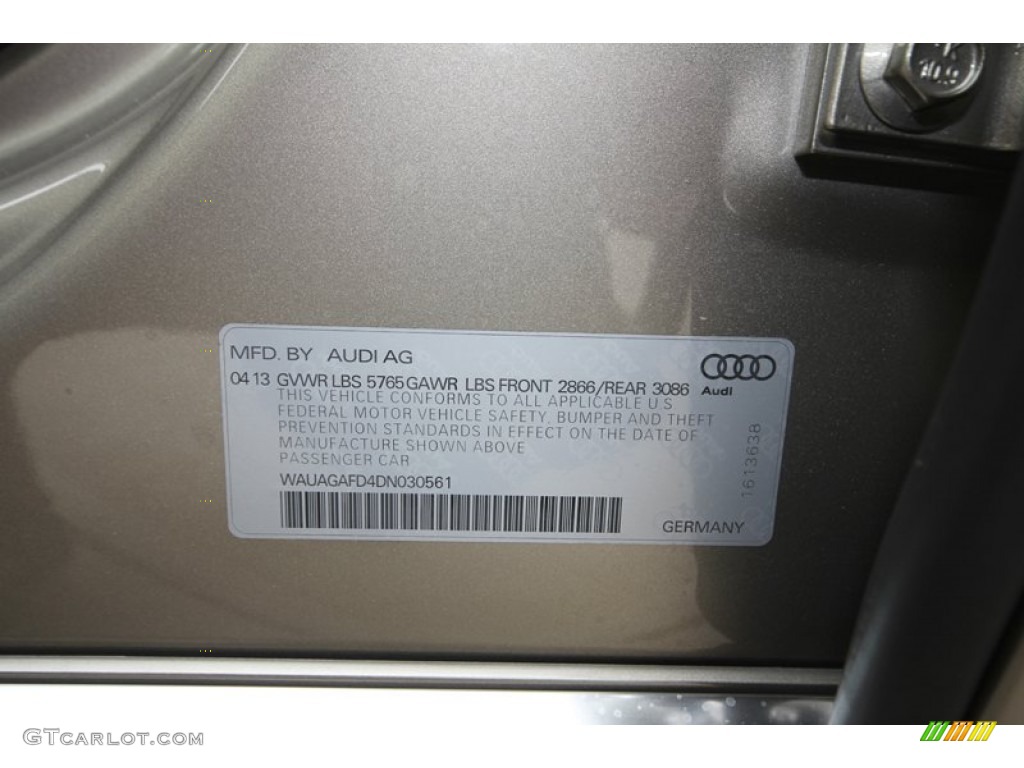 10.9
MFD. BY AUDI AG
04 13 GVWR LBS 5765 GAWR LBS FRONT 2866/REAR 3086
Audi
THIS VEHICLE CONFORMS TO ALL APPLICABLE U S
FEDERAL MOTOR VEHICLE SAFETY, BUMPER AND THEFT
PREVENTION STANDARDS IN EFFECT ON THE DATE OF
MANUFACTURE SHOWN ABOVE
PASSENGER CAR
WAUAGAFD4DN030561
1613638
GERMANY
GTCarLot.com